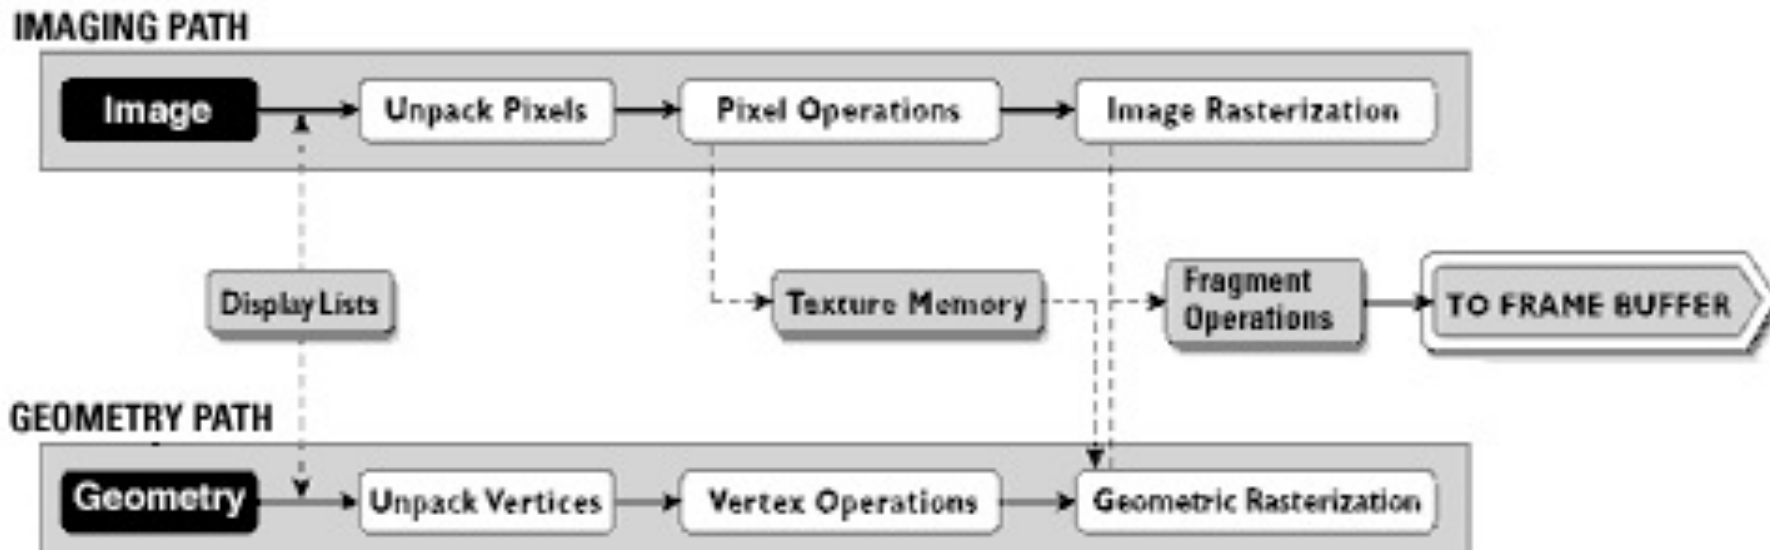 IMAGING PATH
Image
Unpack Pixels
Pixel Operations
Image Rasterization
Display Lists
Texture Memory
Fragment
Operations
TO FRAME BUFFER
GEOMETRY PATH
Geometry
Unpack Vertices
Vertex Operations
Geometric Rasterization